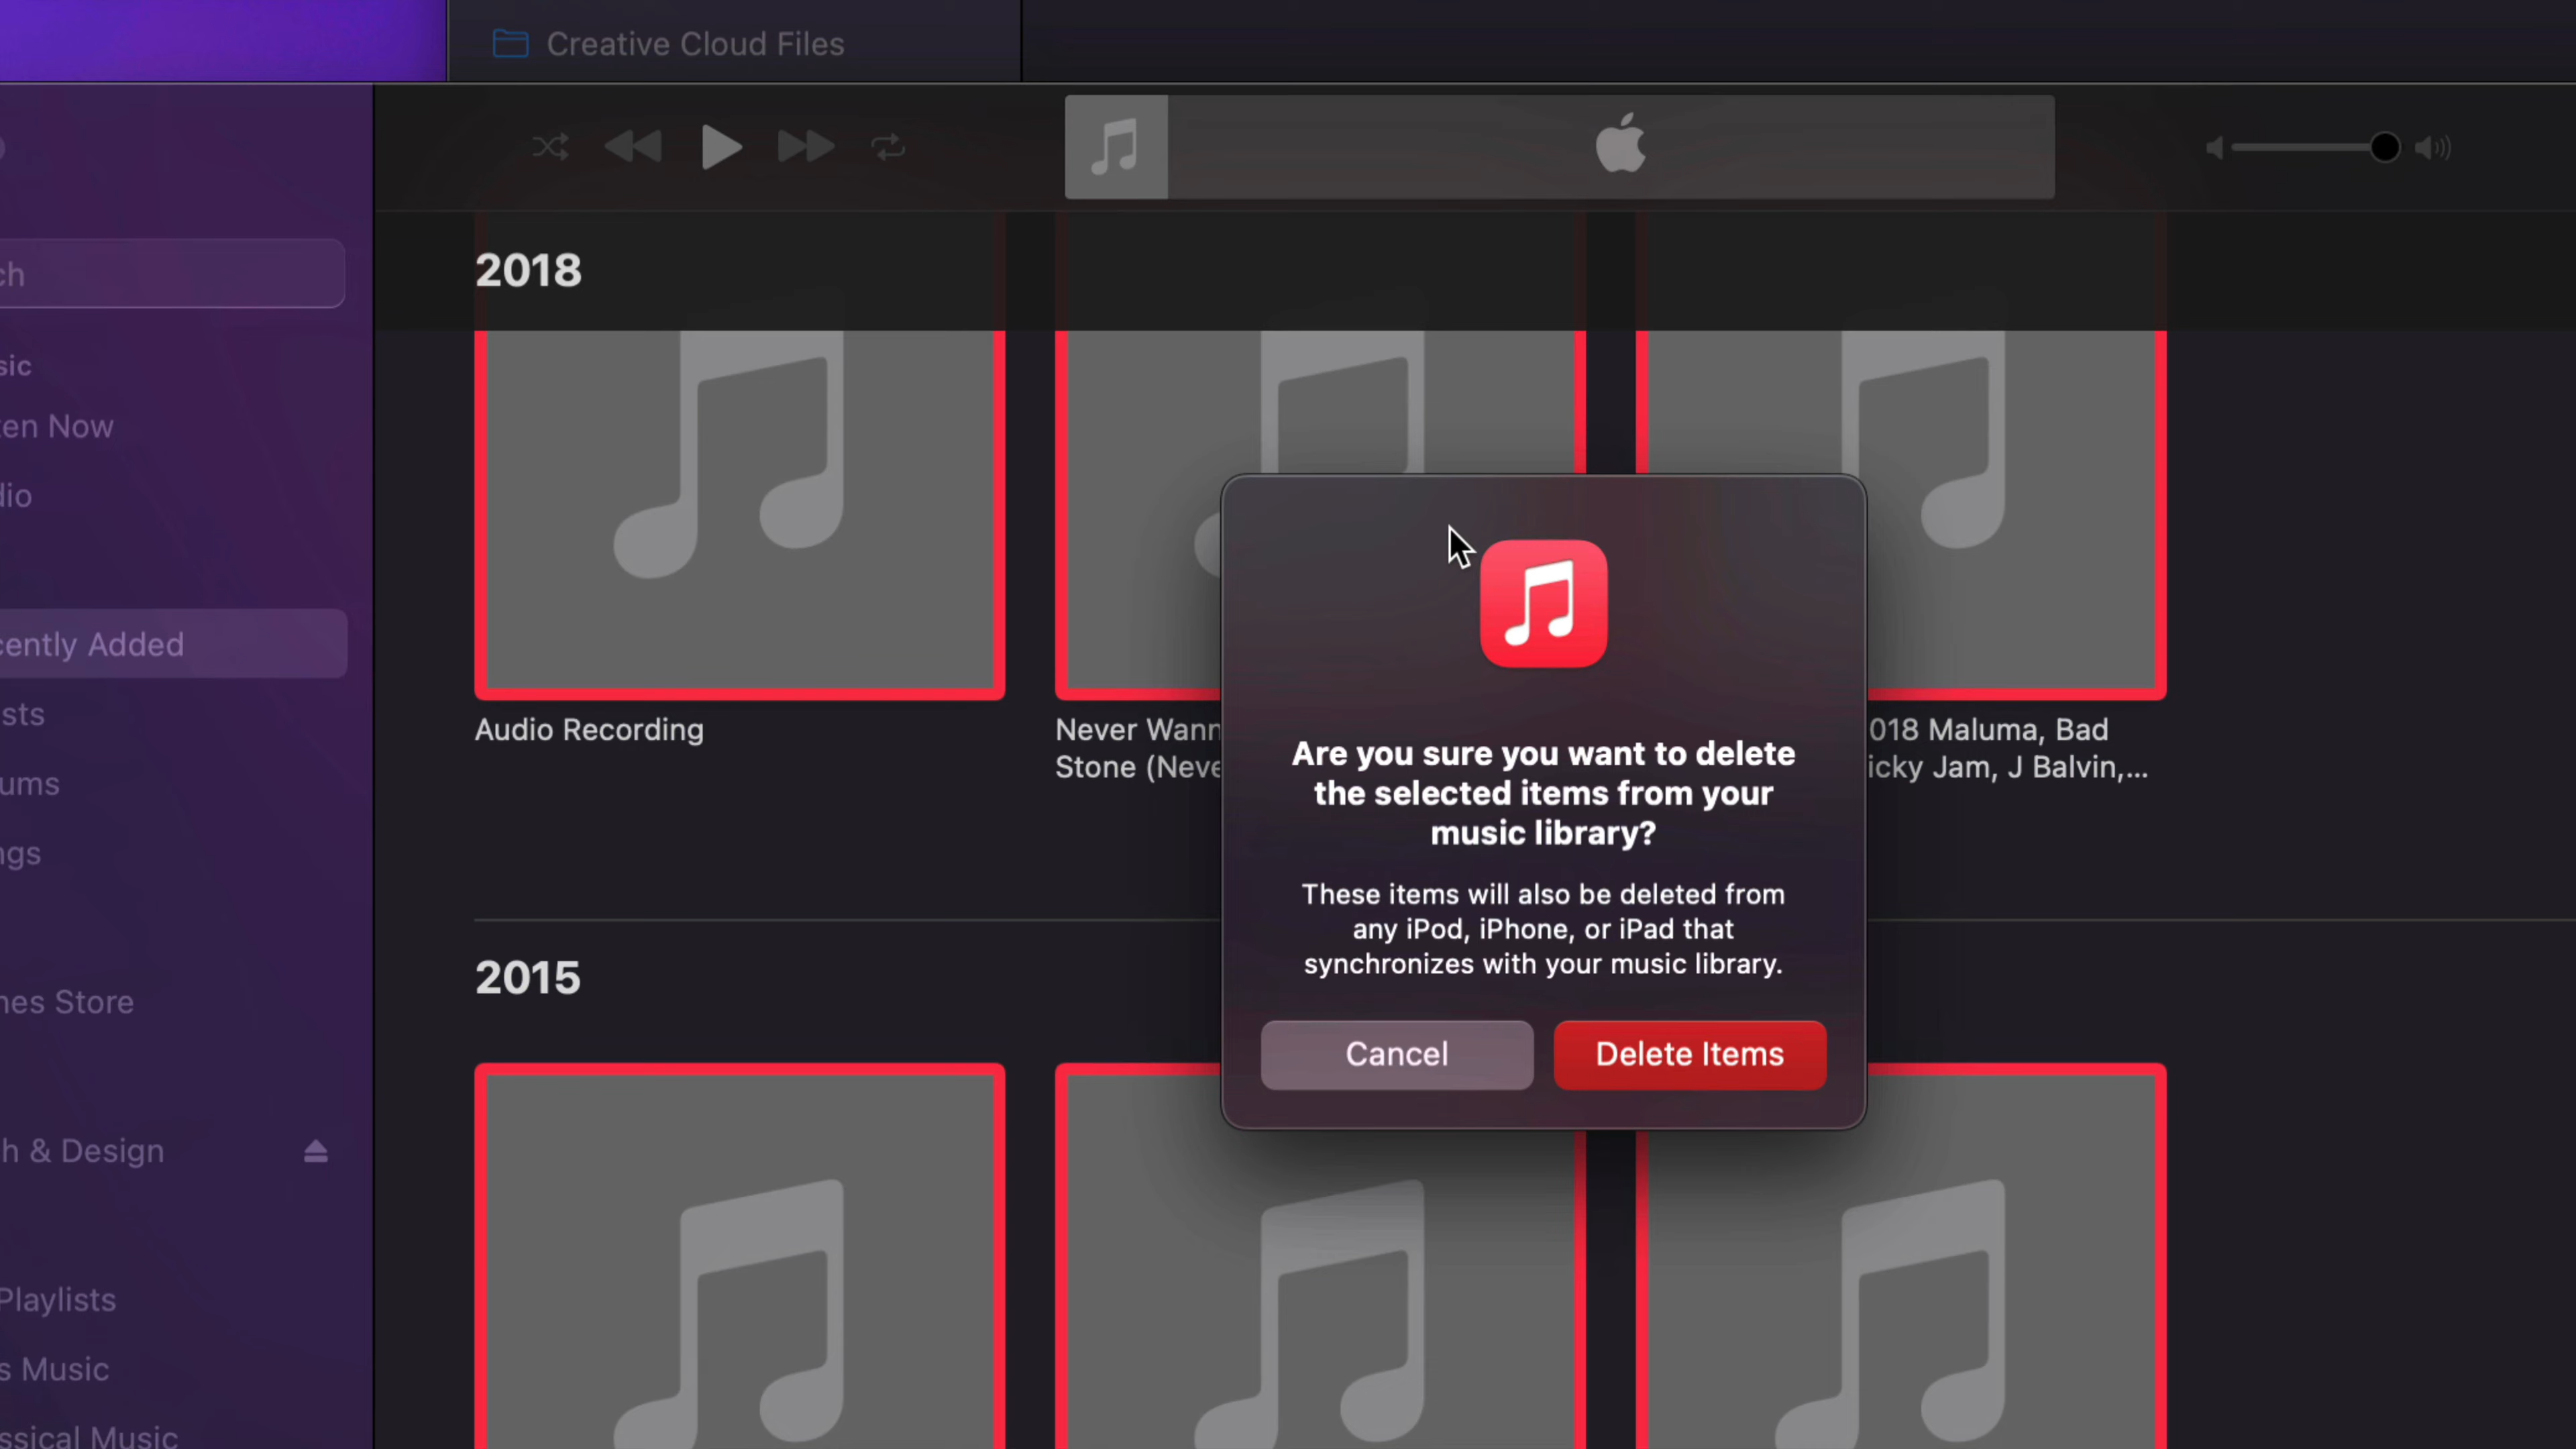 Creative Cloud Files
ch
2018
sic
ten Now
dio
cently Added
sts
ums
ngs
Audio Recording
Never Wann
Stone (Neve
018 Maluma, Bad
icky Jam, J Balvin,...
Are you sure you want to delete
the selected items from your
music library?
These items will also be deleted from
any iPod, iPhone, or iPad that
synchronizes with your music library.
Cancel
Delete Items
2015
nes Store
h & Design
Playlists
s Music
ssical Music